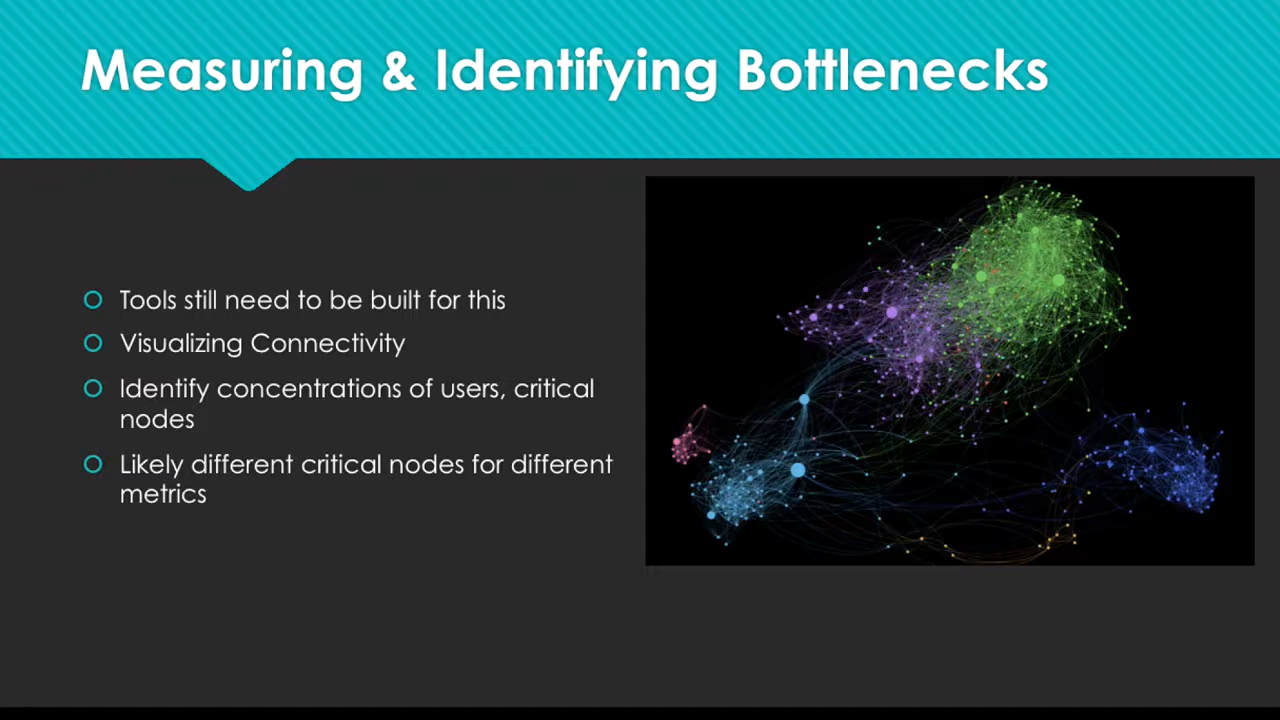 Measuring & Identifying Bottlenecks
Tools still need to be built for this
Visualizing Connectivity
Identify concentrations of users, critical
nodes
Likely different critical nodes for different
metrics